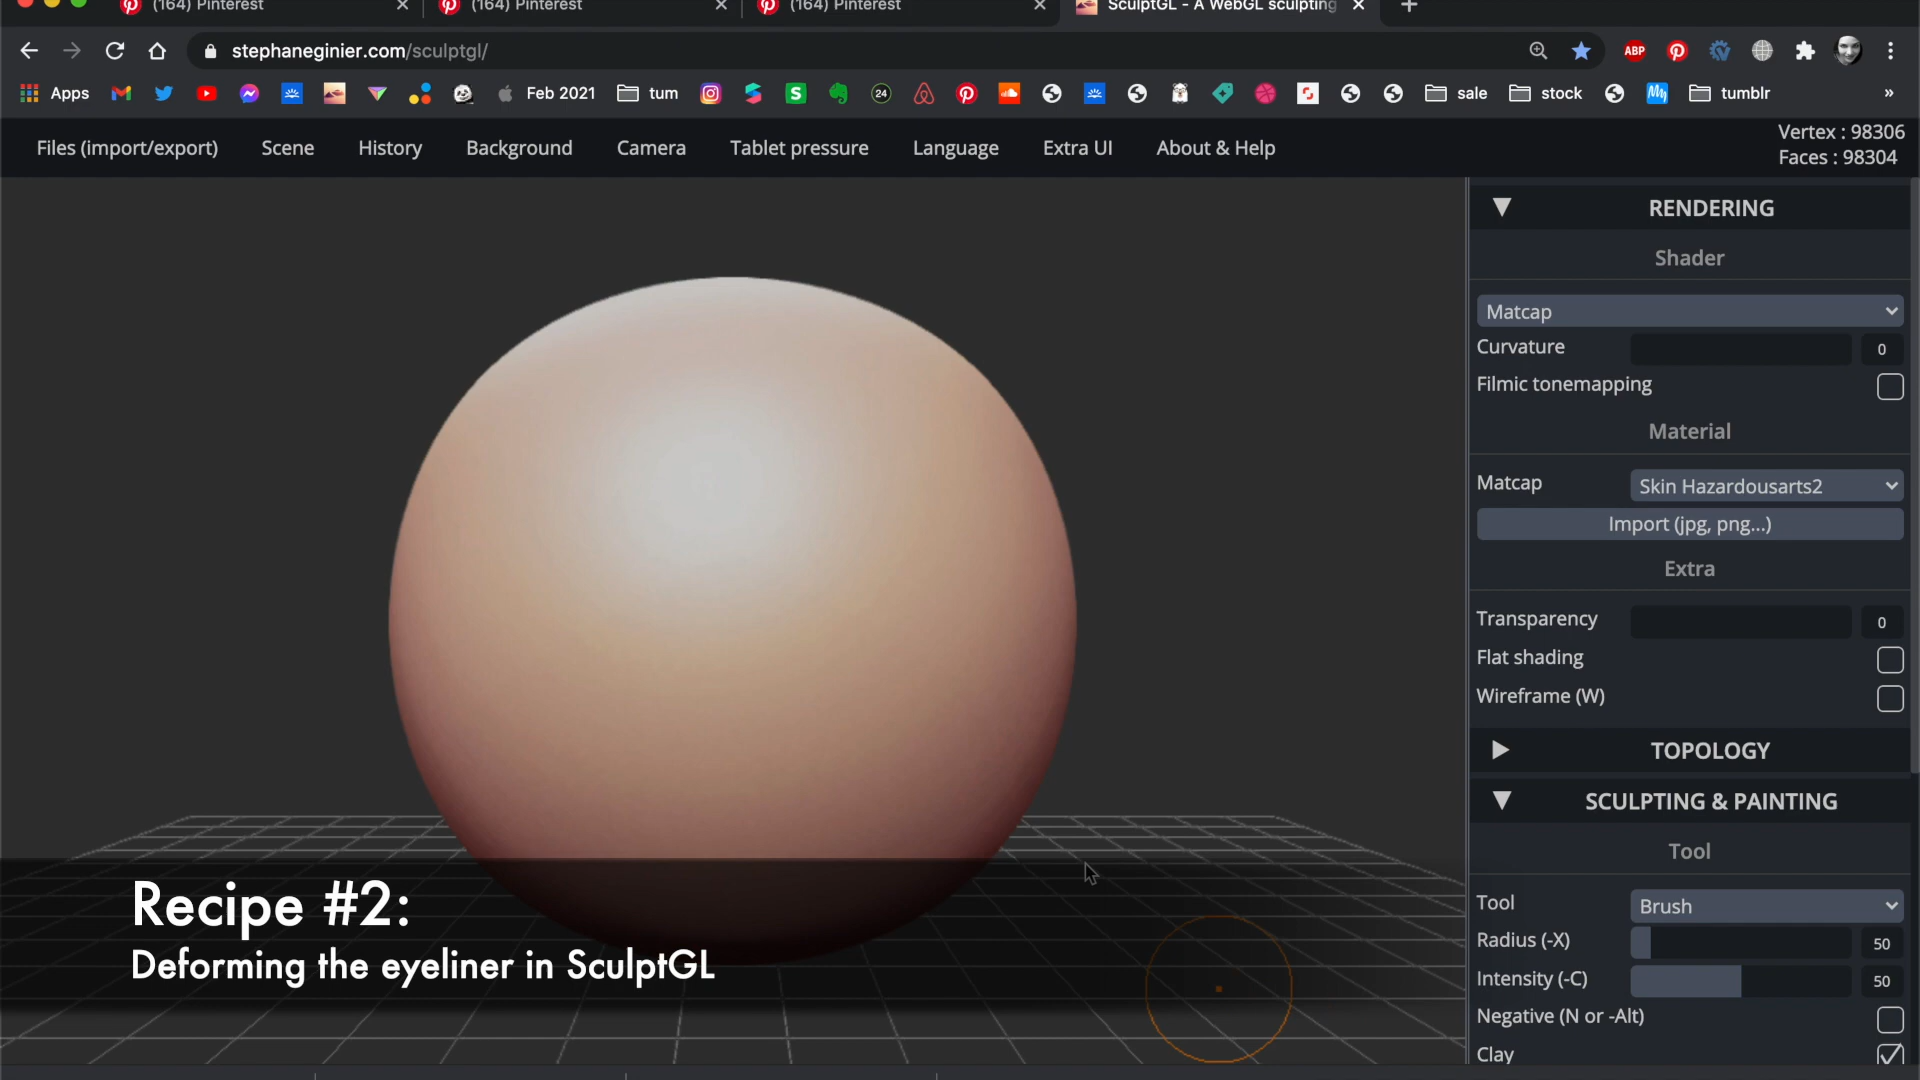 (164) Pinterest
(164) Pinterest
(164) Pinterest
SculptGL - A WebGL sculpting
stephaneginier.com/sculptgl/
ABP
Apps
Feb 2021
tum
S
24
sale
stock
My
tumblr
»
Files (import/export)
Scene
History
Background
Camera
Tablet pressure
Language
Extra UI
About & Help
Vertex : 98306
Faces : 98304
RENDERING
Shader
Matcap
Curvature 0
Filmic tonemapping
Material
Matcap Skin Hazardousarts2
Import (jpg, png...)
Extra
Transparency 0
Flat shading
Wireframe (W)
TOPOLOGY
SCULPTING & PAINTING
Tool
Tool Brush
Radius (-X) 50
Intensity (-C) 50
Negative (N or -Alt)
Clay
Recipe #2:
Deforming the eyeliner in SculptGL